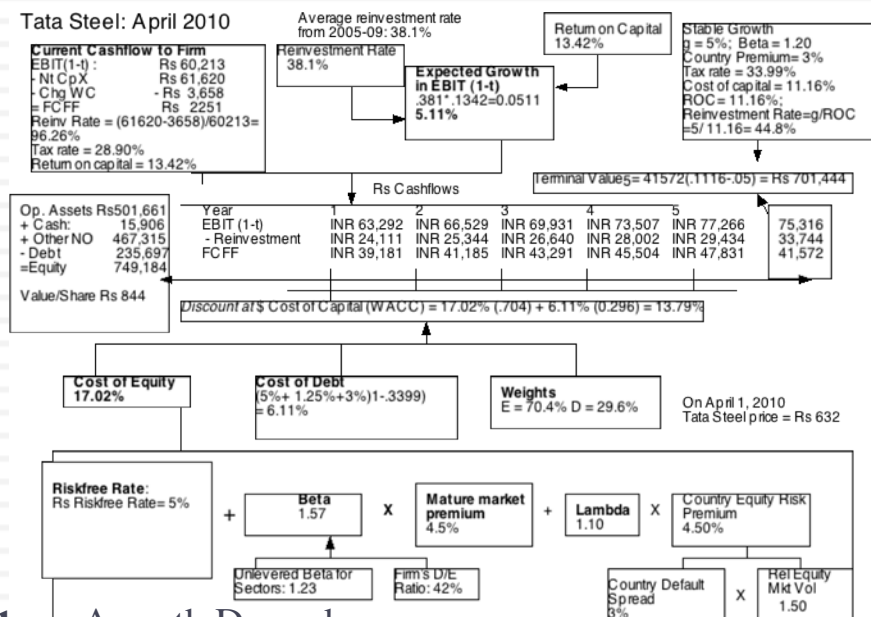 Tata Steel: April 2010
Average reinvestment rate
from 2005-09: 38.1%
Current Cashflow to Firm
EBIT(1-t) : Rs 60,213
- Nt CpX Rs 61,620
- Chg WC - Rs 3,658
= FCFF Rs 2251
Reinv Rate = (61620-3658)/60213=
96.26%
Tax rate = 28.90%
Return on capital = 13.42%
Reinvestment Rate
38.1%
Expected Growth
in EBIT (1-t)
.381*.1342=0.0511
5.11%
Return on Capital
13.42%
Stable Growth
g = 5%; Beta = 1.20
Country Premium= 3%
Tax rate = 33.99%
Cost of capital = 11.16%
ROC= 11.16%;
Reinvestment Rate=g/ROC
=5/ 11.16= 44.8%
Rs Cashflows
Terminal Value5= 41572(.1116-.05) = Rs 701,444
Op. Assets Rs501,661
+ Cash: 15,906
+ Other NO 467,315
- Debt 235,697
=Equity 749,184
Value/Share Rs 844
Year 1 2 3 4 5
EBIT (1-t) INR 63,292 INR 66,529 INR 69,931 INR 73,507 INR 77,266 75,316
- Reinvestment INR 24,111 INR 25,344 INR 26,640 INR 28,002 INR 29,434 33,744
FCFF INR 39,181 INR 41,185 INR 43,291 INR 45,504 INR 47,831 41,572
Discount at $ Cost of Capital (WACC) = 17.02% (.704) + 6.11% (0.296) = 13.79%
Cost of Equity
17.02%
Cost of Debt
(5%+ 1.25%+3%)1-.3399)
= 6.11%
Weights
E = 70.4% D = 29.6%
On April 1, 2010
Tata Steel price = Rs 632
Riskfree Rate:
Rs Riskfree Rate= 5%
+
Beta
1.57
X
Mature market
premium
4.5%
+
Lambda
1.10
X
Country Equity Risk
Premium
4.50%
Unlevered Beta for
Sectors: 1.23
Firm's D/E
Ratio: 42%
Country Default
Spread
3%
X
Rel Equity
Mkt Vol
1.50